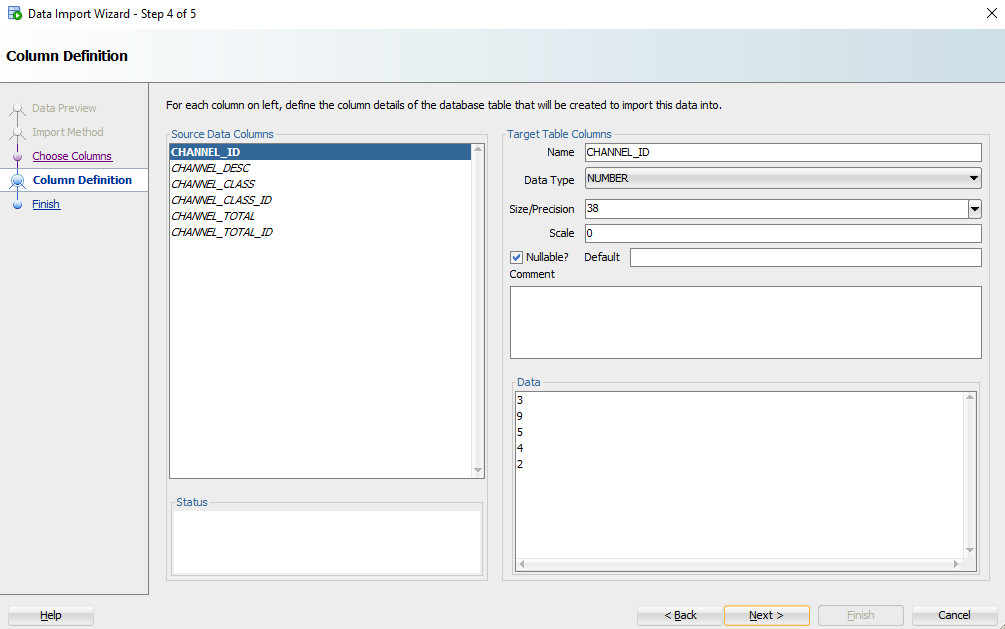 Data Import Wizard - Step 4 of 5
Column Definition
Data Preview
Import Method
Choose Columns
Column Definition
Finish
For each column on left, define the column details of the database table that will be created to import this data into.
Source Data Columns
CHANNEL_ID
CHANNEL_DESC
CHANNEL_CLASS
CHANNEL_CLASS_ID
CHANNEL_TOTAL
CHANNEL_TOTAL_ID
Status
Target Table Columns
Name CHANNEL_ID
Data Type NUMBER
Size/Precision 38
Scale 0
Nullable? Default
Comment
Data
3
9
5
4
2
Help
< Back
Next >
Finish
Cancel